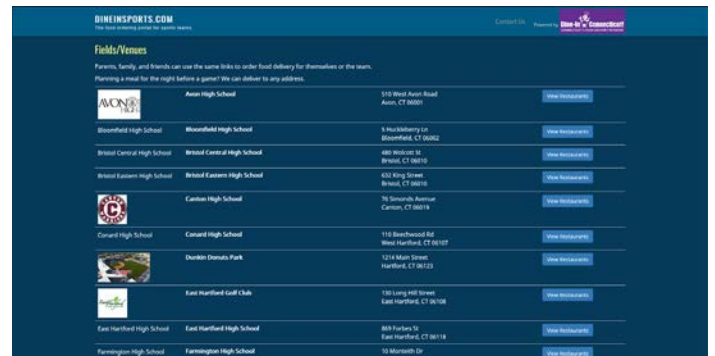 DINEINSPORTS.COM
The food ordering portal for sports teams.
Contact Us
Powered by
Dine-In Connecticut
Fields/Venues
Parents, family, and friends can use the same links to order food delivery for themselves or the team.
Planning a meal for the night before a game? We can deliver to any address.
AVON HIGH
Avon High School
510 West Avon Road
Avon, CT 06001
View Restaurants
Bloomfield High School
Bloomfield High School
5 Huckleberry Ln
Bloomfield, CT 06002
View Restaurants
Bristol Central High School
Bristol Central High School
480 Wolcott St
Bristol, CT 06010
View Restaurants
Bristol Eastern High School
Bristol Eastern High School
632 King Street
Bristol, CT 06010
View Restaurants
C
Canton High School
76 Simonds Avenue
Canton, CT 06019
View Restaurants
Conard High School
Conard High School
110 Beechwood Rd
West Hartford, CT 06107
View Restaurants
Dunkin Donuts Park
1214 Main Street
Hartford, CT 06123
View Restaurants
East Hartford Golf Club
130 Long Hill Street
East Hartford, CT 06108
View Restaurants
East Hartford High School
East Hartford High School
869 Forbes St
East Hartford, CT 06118
View Restaurants
Farmington High School
Farmington High School
10 Monteith Dr
View Restaurants